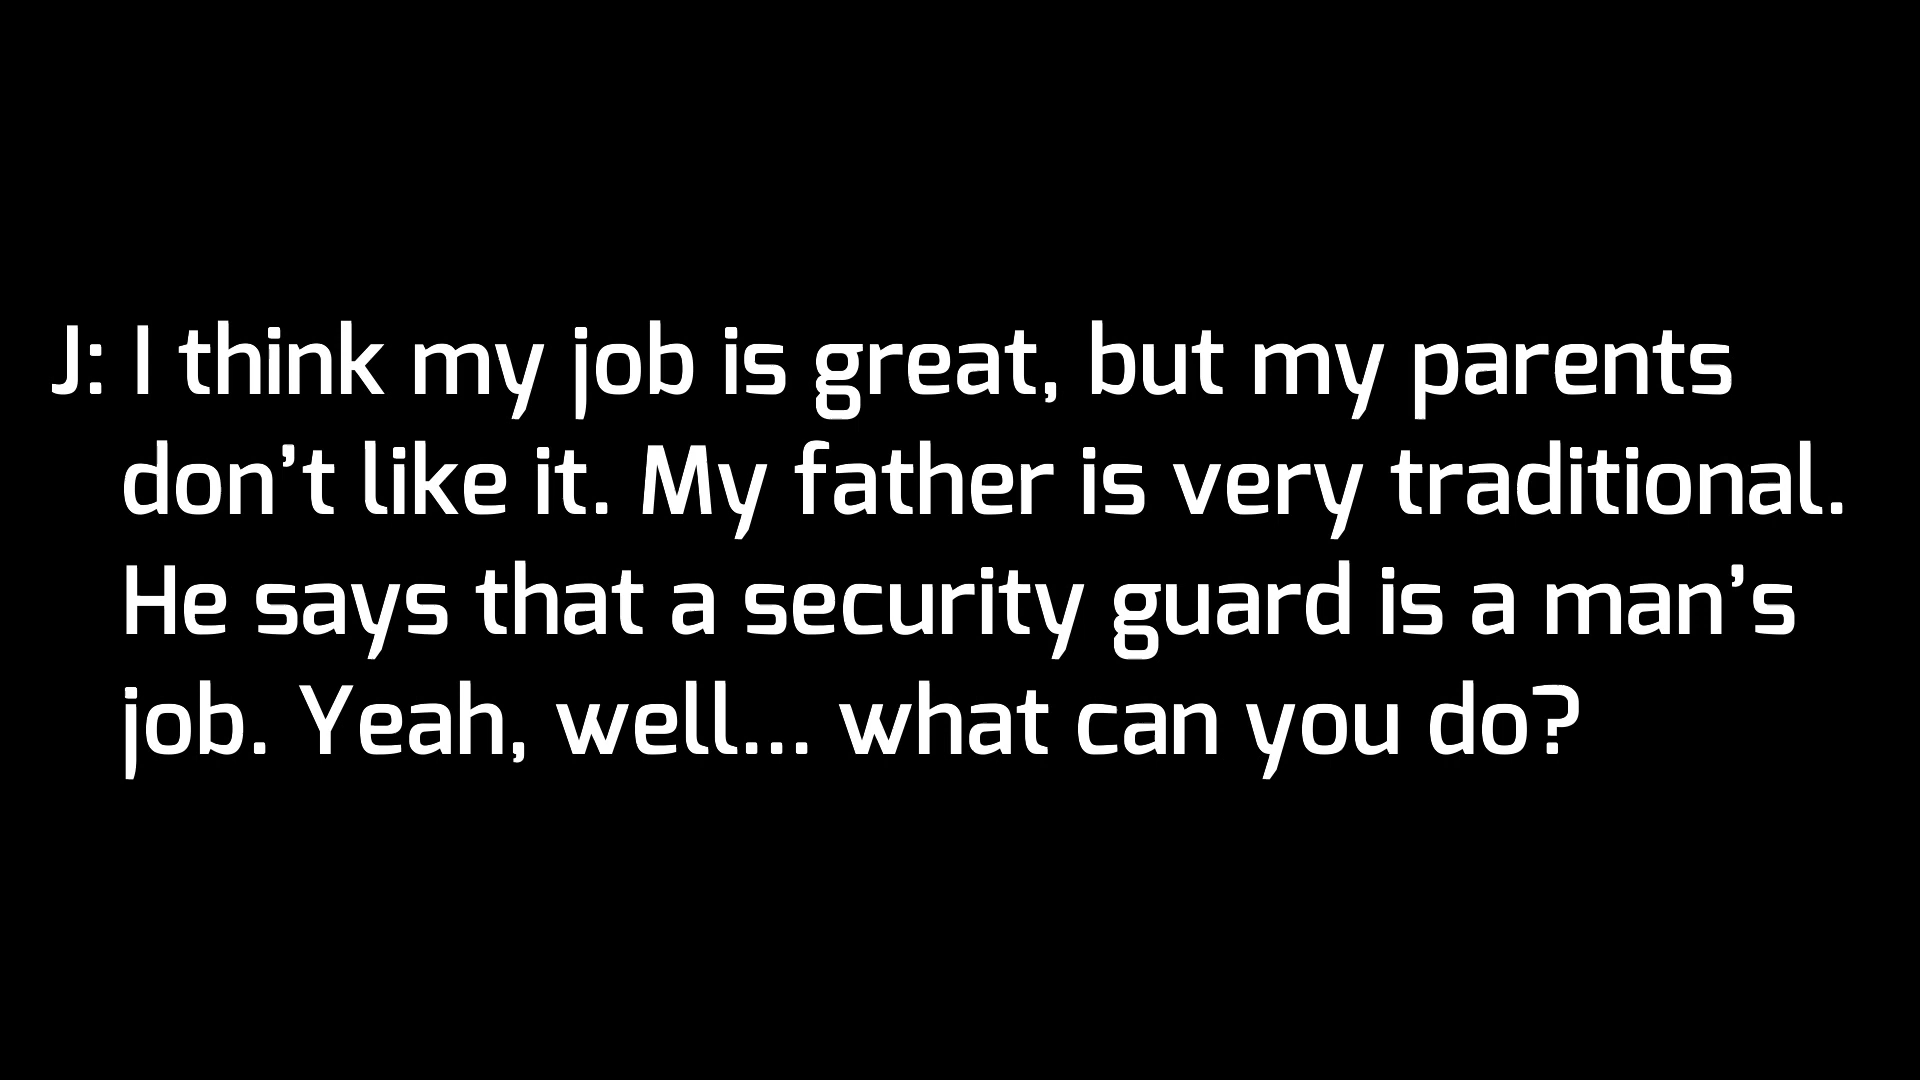 J: I think my job is great, but my parents
don’t like it. My father is very traditional.
He says that a security guard is a man’s
job. Yeah, well... what can you do?